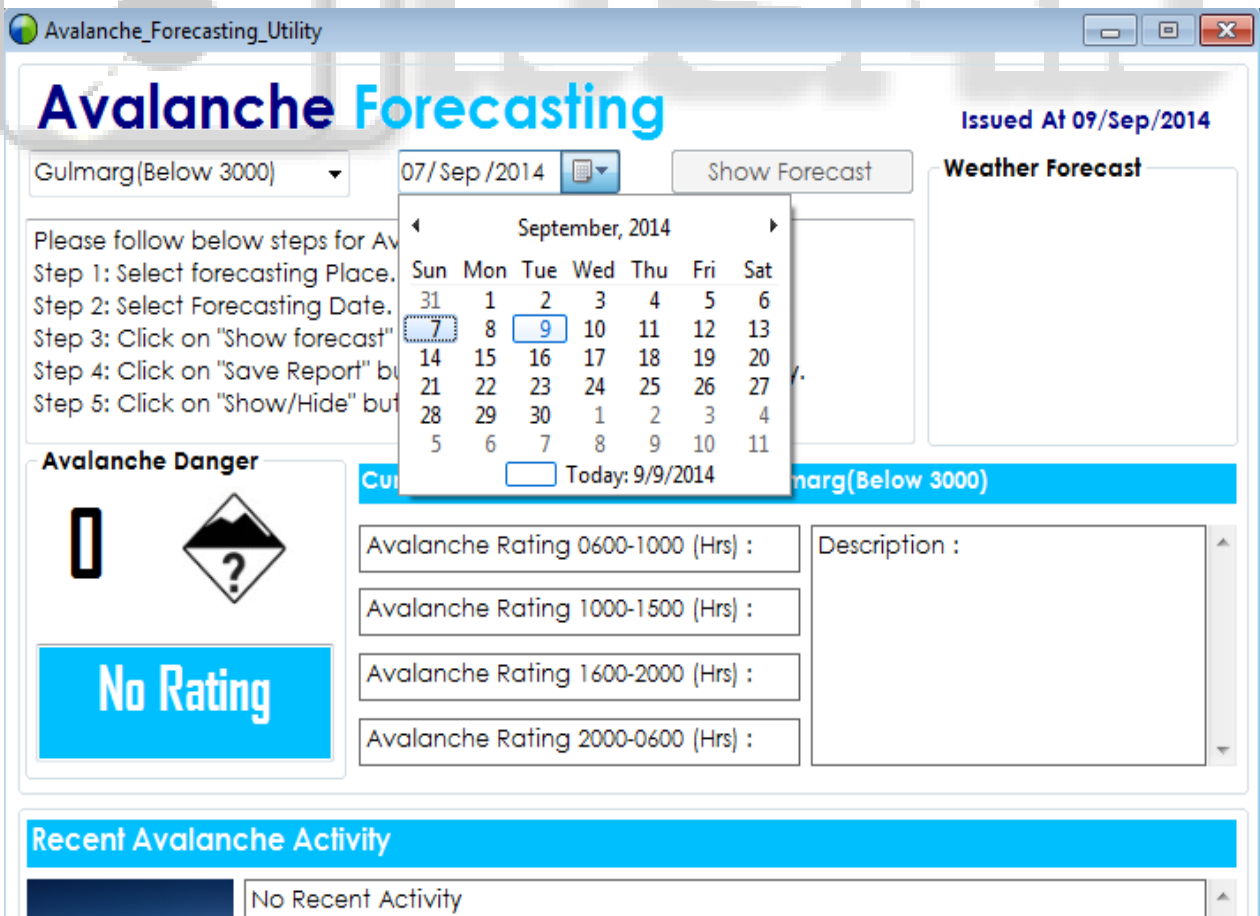 Avalanche_Forecasting_Utility
Avalanche Forecasting
Issued At 09/Sep/2014
Gulmarg(Below 3000)
07/ Sep /2014
Show Forecast
Weather Forecast
Please follow below steps for Av
Step 1: Select forecasting Place.
Step 2: Select Forecasting Date.
Step 3: Click on "Show forecast"
Step 4: Click on "Save Report" bu y.
Step 5: Click on "Show/Hide" but
September, 2014
Sun Mon Tue Wed Thu Fri Sat
31 1 2 3 4 5 6
7 8 9 10 11 12 13
14 15 16 17 18 19 20
21 22 23 24 25 26 27
28 29 30 1 2 3 4
5 6 7 8 9 10 11
Today: 9/9/2014
Avalanche Danger
0
?
No Rating
Cu marg(Below 3000)
Avalanche Rating 0600-1000 (Hrs) :
Avalanche Rating 1000-1500 (Hrs) :
Avalanche Rating 1600-2000 (Hrs) :
Avalanche Rating 2000-0600 (Hrs) :
Description :
Recent Avalanche Activity
No Recent Activity